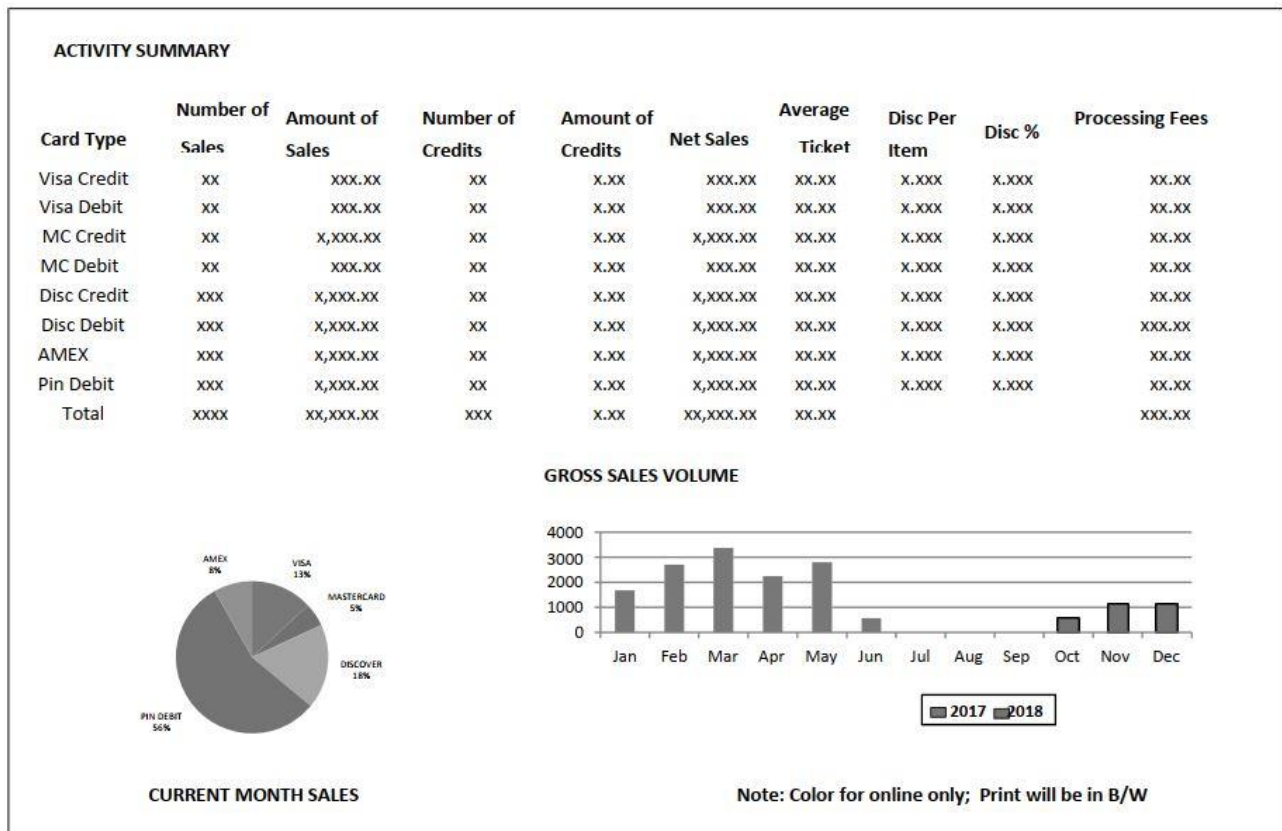 ACTIVITY SUMMARY
Card Type Number of Sales Amount of Sales Number of Credits Amount of Credits Net Sales Average Ticket Disc Per Item Disc % Processing Fees
Visa Credit xx xxx.xx xx x.xx xxx.xx xx.xx x.xxx x.xxx xx.xx
Visa Debit xx xxx.xx xx x.xx xxx.xx xx.xx x.xxx x.xxx xx.xx
MC Credit xx x,xxx.xx xx x.xx x,xxx.xx xx.xx x.xxx x.xxx xx.xx
MC Debit xx xxx.xx xx x.xx xxx.xx xx.xx x.xxx x.xxx xx.xx
Disc Credit xxx x,xxx.xx xx x.xx x,xxx.xx xx.xx x.xxx x.xxx xx.xx
Disc Debit xxx x,xxx.xx xx x.xx x,xxx.xx xx.xx x.xxx x.xxx xxx.xx
AMEX xxx x,xxx.xx xx x.xx x,xxx.xx xx.xx x.xxx x.xxx xx.xx
Pin Debit xxx x,xxx.xx xx x.xx x,xxx.xx xx.xx x.xxx x.xxx xx.xx
Total xxxx xx,xxx.xx xxx x.xx xx,xxx.xx xx.xx xxx.xx
GROSS SALES VOLUME
AMEX
8%
VISA
13%
MASTERCARD
5%
DISCOVER
18%
PIN DEBIT
56%
4000
3000
2000
1000
0
Jan Feb Mar Apr May Jun Jul Aug Sep Oct Nov Dec
2017 2018
CURRENT MONTH SALES
Note: Color for online only; Print will be in B/W